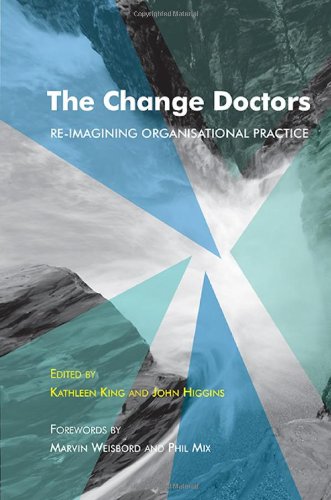 The Change Doctors
RE-IMAGINING ORGANISATIONAL PRACTICE
EDITED BY
KATHLEEN KING AND JOHN HIGGINS
FOREWORDS BY
MARVIN WEISBORD AND PHIL MIX